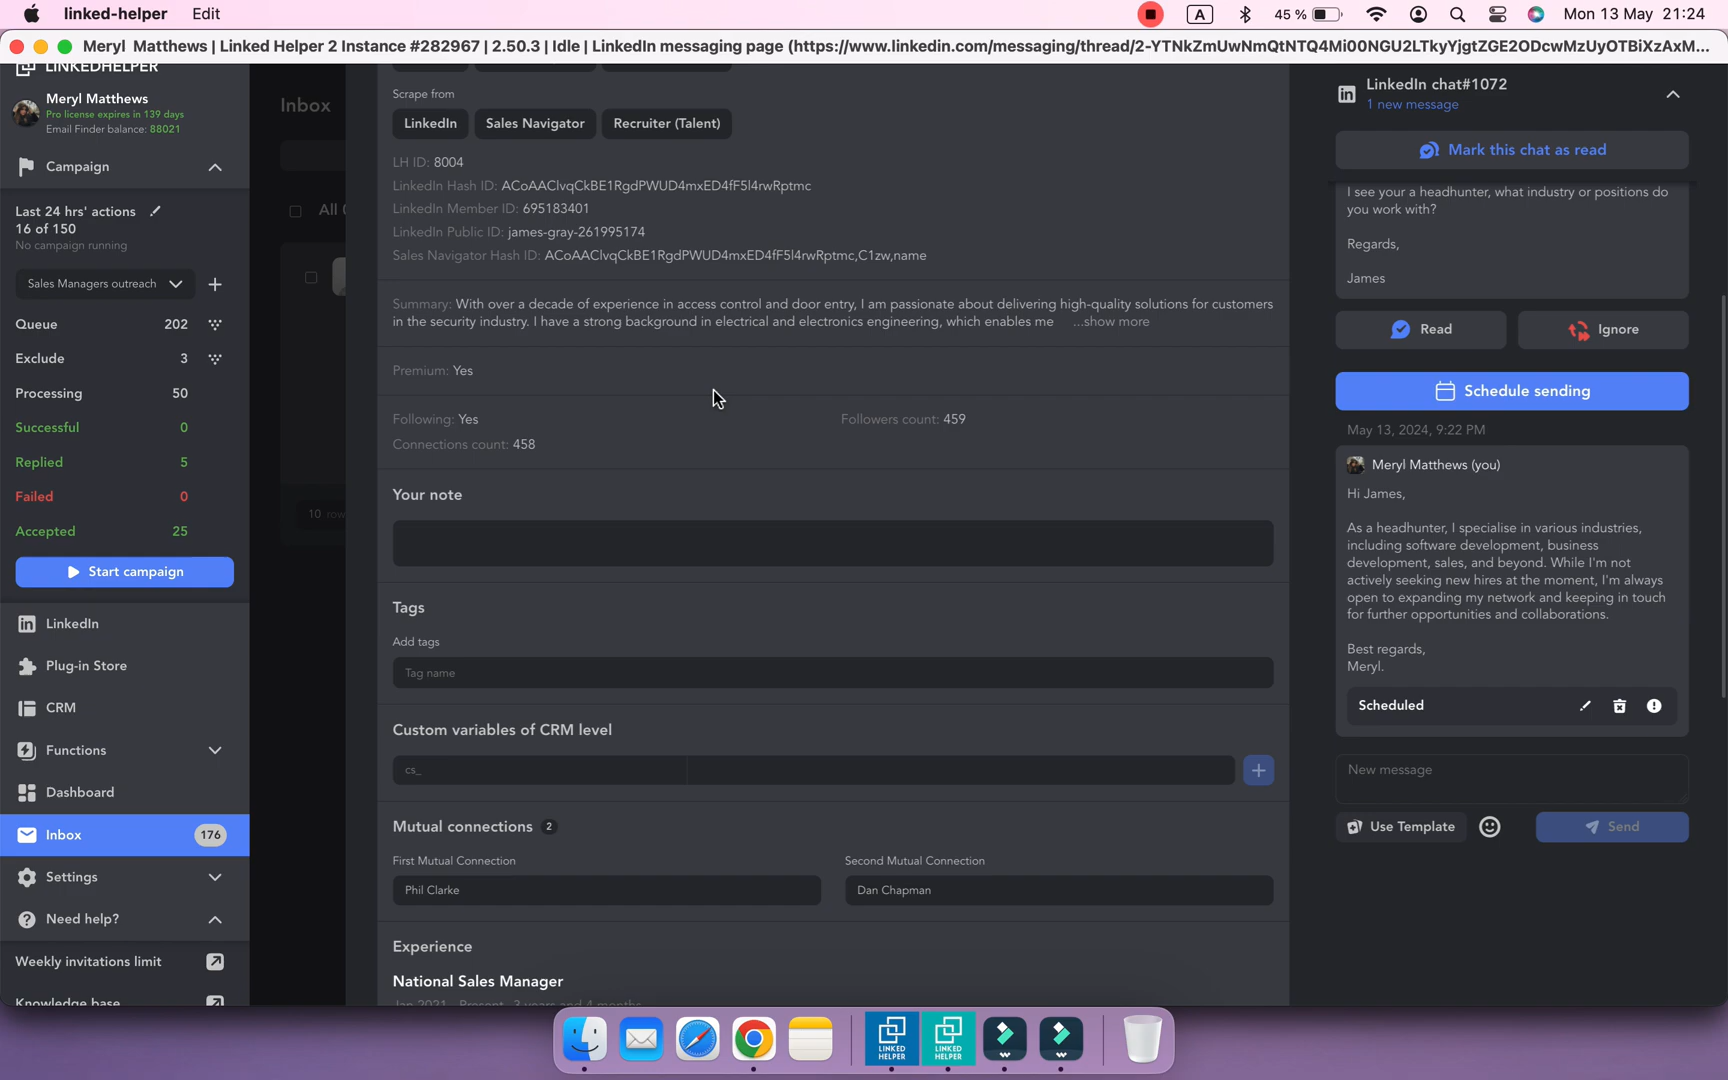 linked-helper Edit A 45 % Mon 13 May 21:24
Meryl Matthews | Linked Helper 2 Instance #282967 | 2.50.3 | Idle | LinkedIn messaging page (https://www.linkedin.com/messaging/thread/2-YTNkZmUwNmQtNTQ4Mi00NGU2LTkyYjgtZGE2ODcwMzUyOTBiXzAxM...
LINKEDHELPER
Meryl Matthews
Pro license expires in 139 days
Email Finder balance: 88021
Campaign
Last 24 hrs' actions
16 of 150
No campaign running
Sales Managers outreach
Queue 202
Exclude 3
Processing 50
Successful 0
Replied 5
Failed 0
Accepted 25
Start campaign
LinkedIn
Plug-in Store
CRM
Functions
Dashboard
Inbox 176
Settings
Need help?
Weekly invitations limit
Knowledge base
Inbox
All
10 row
Scrape from
LinkedIn Sales Navigator Recruiter (Talent)
LH ID: 8004
LinkedIn Hash ID: ACoAAClvqCkBE1RgdPWUD4mxED4fF5l4rwRptmc
LinkedIn Member ID: 695183401
LinkedIn Public ID: james-gray-261995174
Sales Navigator Hash ID: ACoAAClvqCkBE1RgdPWUD4mxED4fF5l4rwRptmc,C1zw,name
Summary: With over a decade of experience in access control and door entry, I am passionate about delivering high-quality solutions for customers
in the security industry. I have a strong background in electrical and electronics engineering, which enables me ...show more
Premium: Yes
Following: Yes Followers count: 459
Connections count: 458
Your note
Tags
Add tags
Tag name
Custom variables of CRM level
cs_
Mutual connections 2
First Mutual Connection Second Mutual Connection
Phil Clarke Dan Chapman
Experience
National Sales Manager
Jan 2021 - Present · 3 years and 4 months
LinkedIn chat#1072
1 new message
Mark this chat as read
I see your a headhunter, what industry or positions do
you work with?
Regards,
James
Read Ignore
Schedule sending
May 13, 2024, 9:22 PM
Meryl Matthews (you)
Hi James,
As a headhunter, I specialise in various industries,
including software development, business
development, sales, and beyond. While I'm not
actively seeking new hires at the moment, I'm always
open to expanding my network and keeping in touch
for further opportunities and collaborations.
Best regards,
Meryl.
Scheduled
New message
Use Template Send
LINKED
HELPER
LINKED
HELPER